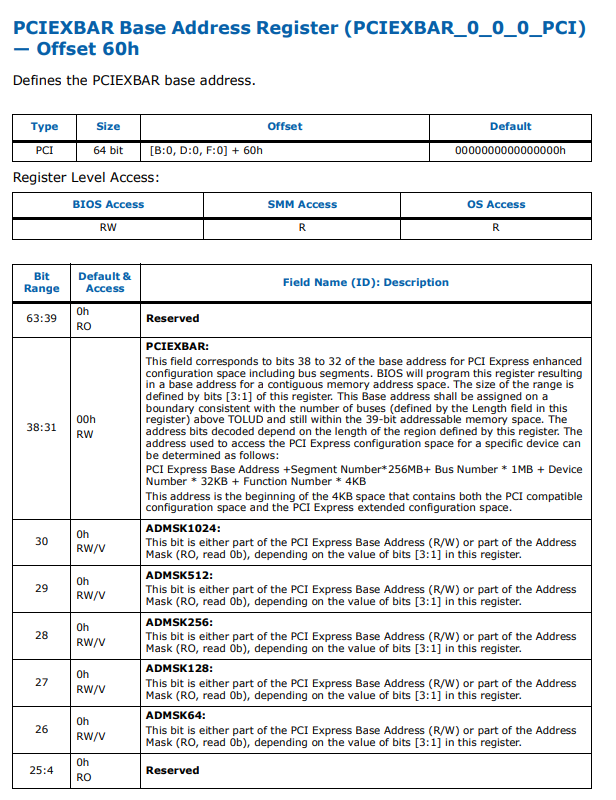 PCIEXBAR Base Address Register (PCIEXBAR_0_0_0_PCI)
— Offset 60h
Defines the PCIEXBAR base address.
Type Size Offset Default
PCI 64 bit [B:0, D:0, F:0] + 60h 0000000000000000h
Register Level Access:
BIOS Access SMM Access OS Access
RW R R
Bit Range Default & Access Field Name (ID): Description
63:39 0h RO Reserved
38:31 00h RW PCIEXBAR:
This field corresponds to bits 38 to 32 of the base address for PCI Express enhanced
configuration space including bus segments. BIOS will program this register resulting
in a base address for a contiguous memory address space. The size of the range is
defined by bits [3:1] of this register. This Base address shall be assigned on a
boundary consistent with the number of buses (defined by the Length field in this
register) above TOLUD and still within the 39-bit addressable memory space. The
address bits decoded depend on the length of the region defined by this register. The
address used to access the PCI Express configuration space for a specific device can
be determined as follows:
PCI Express Base Address +Segment Number*256MB+ Bus Number * 1MB + Device
Number * 32KB + Function Number * 4KB
This address is the beginning of the 4KB space that contains both the PCI compatible
configuration space and the PCI Express extended configuration space.
30 0h RW/V ADMSK1024:
This bit is either part of the PCI Express Base Address (R/W) or part of the Address
Mask (RO, read 0b), depending on the value of bits [3:1] in this register.
29 0h RW/V ADMSK512:
This bit is either part of the PCI Express Base Address (R/W) or part of the Address
Mask (RO, read 0b), depending on the value of bits [3:1] in this register.
28 0h RW/V ADMSK256:
This bit is either part of the PCI Express Base Address (R/W) or part of the Address
Mask (RO, read 0b), depending on the value of bits [3:1] in this register.
27 0h RW/V ADMSK128:
This bit is either part of the PCI Express Base Address (R/W) or part of the Address
Mask (RO, read 0b), depending on the value of bits [3:1] in this register.
26 0h RW/V ADMSK64:
This bit is either part of the PCI Express Base Address (R/W) or part of the Address
Mask (RO, read 0b), depending on the value of bits [3:1] in this register.
25:4 0h RO Reserved